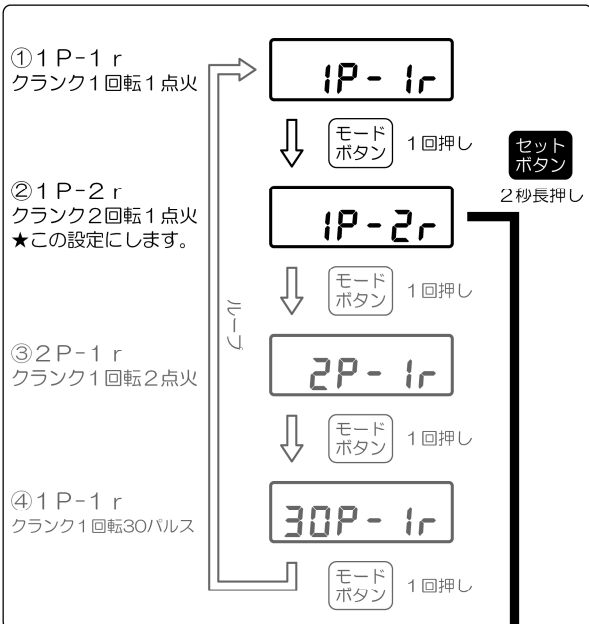 ①１Ｐ-１ｒ
クランク１回転１点火
1P-1r
モード
ボタン
１回押し
セット
ボタン
２秒長押し
②１Ｐ-２ｒ
クランク２回転１点火
★この設定にします。
1P-2r
モード
ボタン
１回押し
ループ
③２Ｐ-１ｒ
クランク１回転２点火
2P-1r
モード
ボタン
１回押し
④１Ｐ-１ｒ
クランク１回転30パルス
30P-1r
モード
ボタン
１回押し